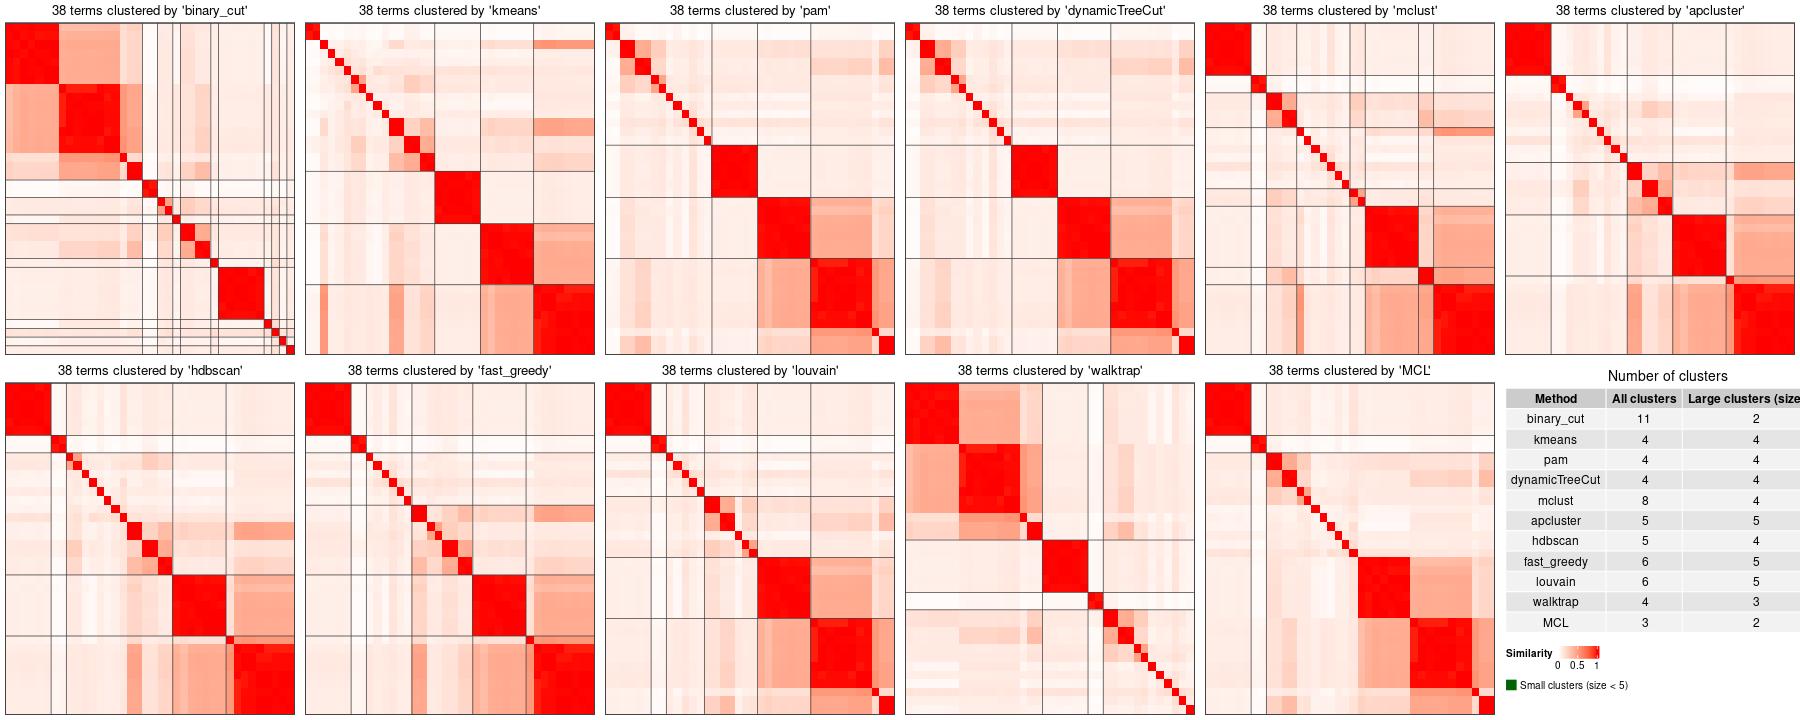 38 terms clustered by 'binary_cut'
38 terms clustered by 'kmeans'
38 terms clustered by 'pam'
38 terms clustered by 'dynamicTreeCut'
38 terms clustered by 'mclust'
38 terms clustered by 'apcluster'
38 terms clustered by 'hdbscan'
38 terms clustered by 'fast_greedy'
38 terms clustered by 'louvain'
38 terms clustered by 'walktrap'
38 terms clustered by 'MCL'
Number of clusters
Method All clusters Large clusters (size
binary_cut 11 2
kmeans 4 4
pam 4 4
dynamicTreeCut 4 4
mclust 8 4
apcluster 5 5
hdbscan 5 4
fast_greedy 6 5
louvain 6 5
walktrap 4 3
MCL 3 2
Similarity
0 0.5 1
Small clusters (size < 5)